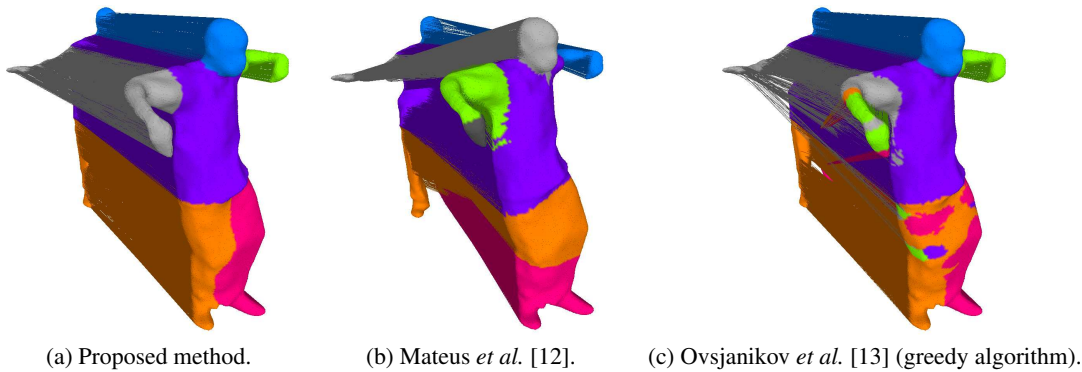 (a) Proposed method.
(b) Mateus et al. [12].
(c) Ovsjanikov et al. [13] (greedy algorithm).